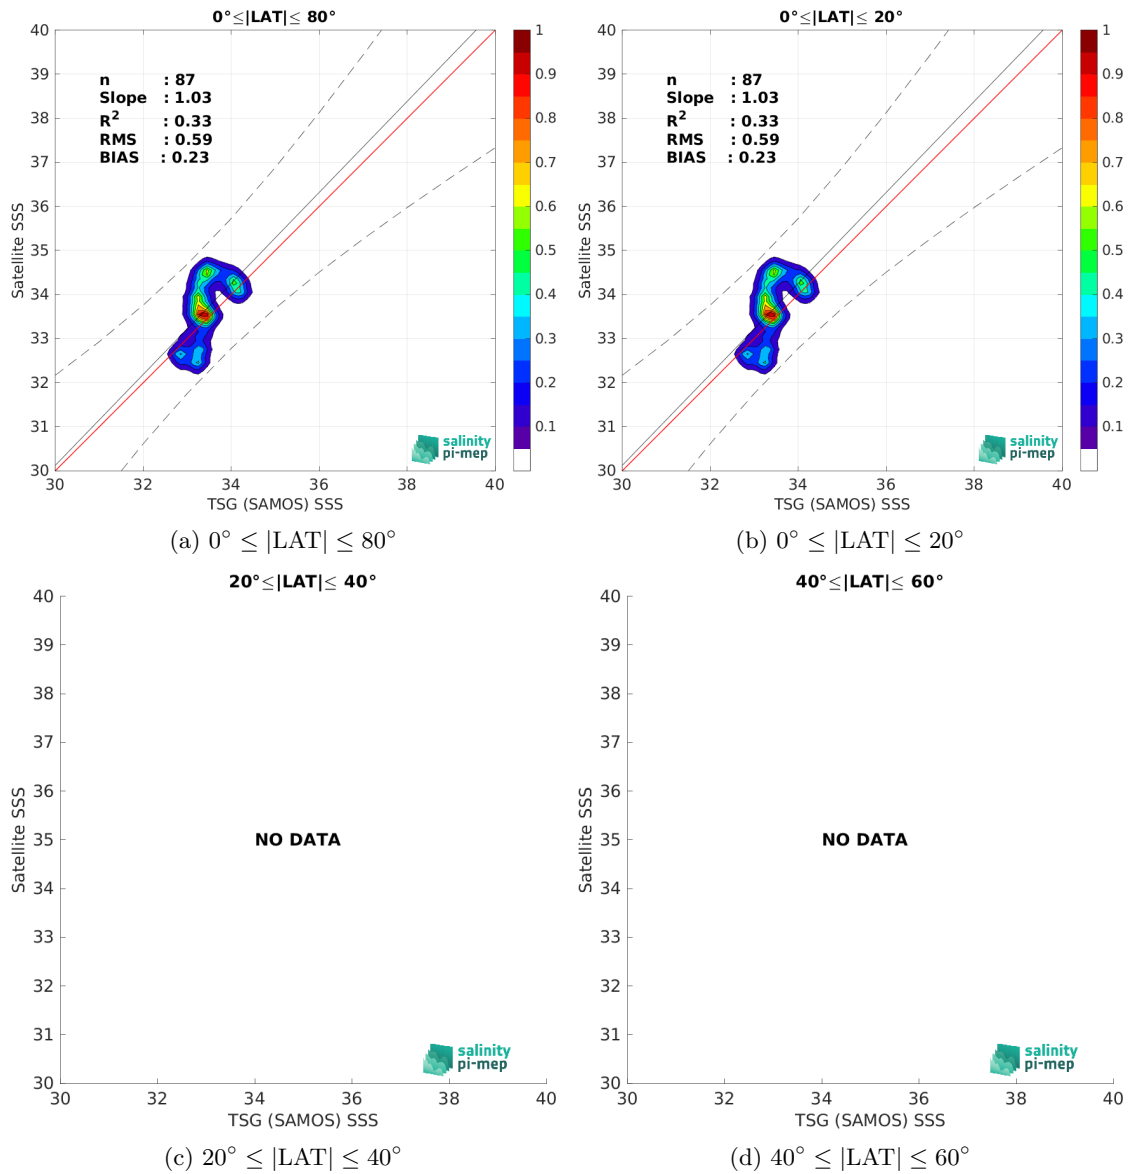 0°≤|LAT|≤ 80°
40
39
38
37
36
35
34
33
32
31
30
30 32 34 36 38 40
Satellite SSS
TSG (SAMOS) SSS
n : 87
Slope : 1.03
R² : 0.33
RMS : 0.59
BIAS : 0.23
1
0.9
0.8
0.7
0.6
0.5
0.4
0.3
0.2
0.1
salinity
pi-mep
(a) 0° ≤ |LAT| ≤ 80°
0°≤|LAT|≤ 20°
40
39
38
37
36
35
34
33
32
31
30
30 32 34 36 38 40
Satellite SSS
TSG (SAMOS) SSS
n : 87
Slope : 1.03
R² : 0.33
RMS : 0.59
BIAS : 0.23
1
0.9
0.8
0.7
0.6
0.5
0.4
0.3
0.2
0.1
salinity
pi-mep
(b) 0° ≤ |LAT| ≤ 20°
20°≤|LAT|≤ 40°
40
39
38
37
36
35
34
33
32
31
30
30 32 34 36 38 40
Satellite SSS
TSG (SAMOS) SSS
NO DATA
salinity
pi-mep
(c) 20° ≤ |LAT| ≤ 40°
40°≤|LAT|≤ 60°
40
39
38
37
36
35
34
33
32
31
30
30 32 34 36 38 40
Satellite SSS
TSG (SAMOS) SSS
NO DATA
salinity
pi-mep
(d) 40° ≤ |LAT| ≤ 60°